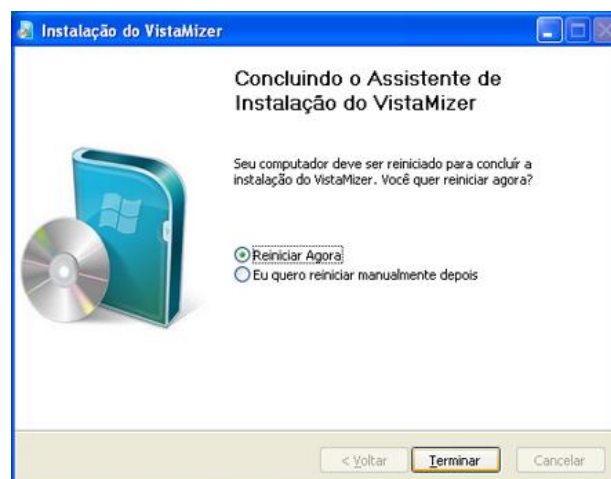 Instalação do VistaMizer
Concluindo o Assistente de
Instalação do VistaMizer
Seu computador deve ser reiniciado para concluír a
instalação do VistaMizer. Você quer reiniciar agora?
Reiniciar Agora
Eu quero reiniciar manualmente depois
< Voltar
Terminar
Cancelar